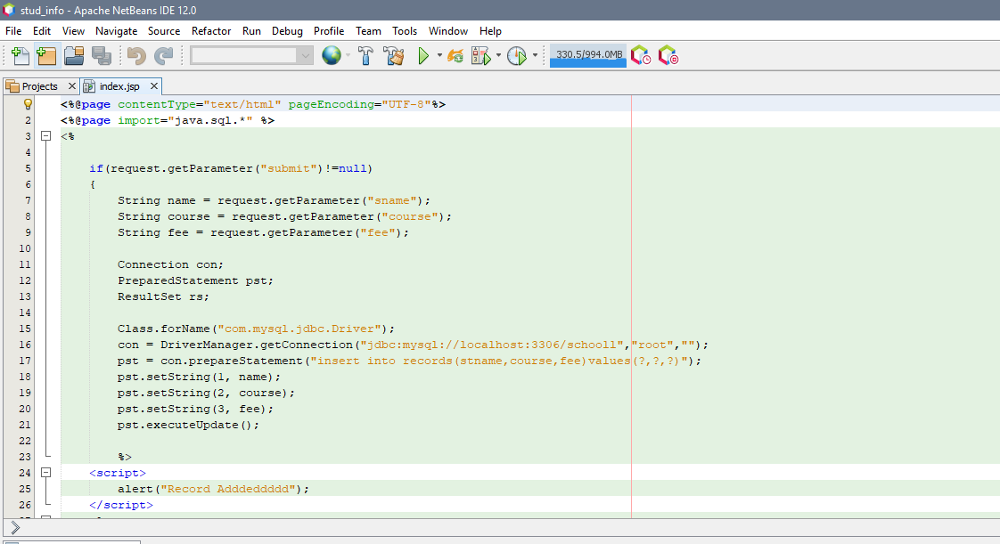 stud_info - Apache NetBeans IDE 12.0
File Edit View Navigate Source Refactor Run Debug Profile Team Tools Window Help
330.5/994.0MB
Projects index.jsp
<%@page contentType="text/html" pageEncoding="UTF-8"%>
2 <%@page import="java.sql.*" %>
3 <%
4
5 if(request.getParameter("submit")!=null)
6 {
7 String name = request.getParameter("sname");
8 String course = request.getParameter("course");
9 String fee = request.getParameter("fee");
10
11 Connection con;
12 PreparedStatement pst;
13 ResultSet rs;
14
15 Class.forName("com.mysql.jdbc.Driver");
16 con = DriverManager.getConnection("jdbc:mysql://localhost:3306/schooll","root","");
17 pst = con.prepareStatement("insert into records(stname,course,fee)values(?,?,?)");
18 pst.setString(1, name);
19 pst.setString(2, course);
20 pst.setString(3, fee);
21 pst.executeUpdate();
22
23 %>
24 <script>
25 alert("Record Adddeddddd");
26 </script>